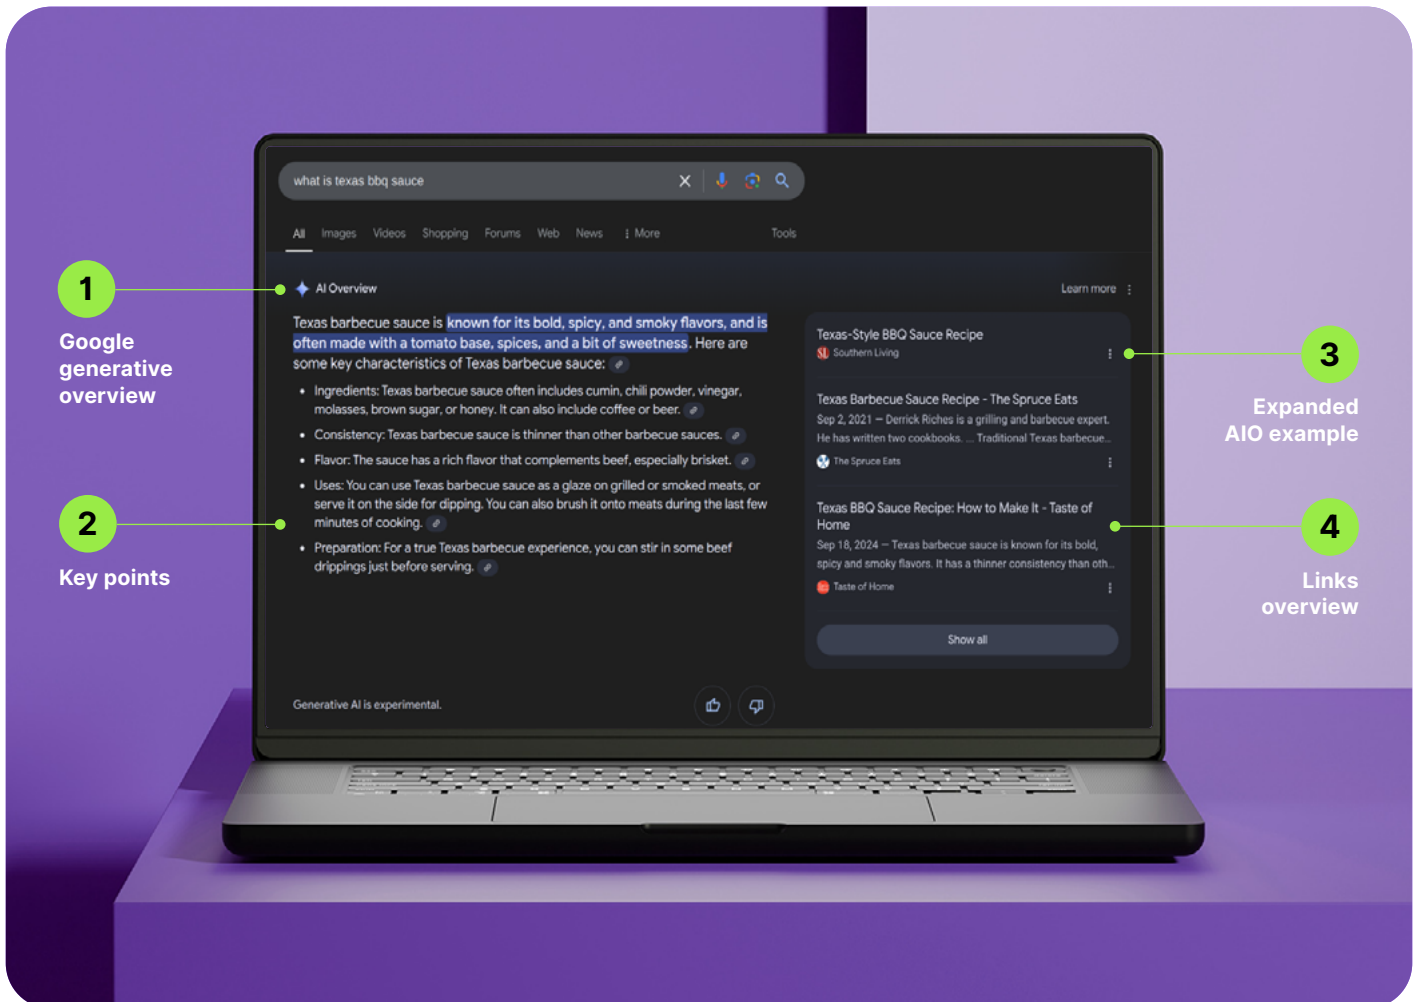 what is texas bbq sauce
All Images Videos Shopping Forums Web News More Tools
AI Overview
Learn more
Texas barbecue sauce is known for its bold, spicy, and smoky flavors, and is
often made with a tomato base, spices, and a bit of sweetness. Here are
some key characteristics of Texas barbecue sauce:
• Ingredients: Texas barbecue sauce often includes cumin, chili powder, vinegar,
molasses, brown sugar, or honey. It can also include coffee or beer.
• Consistency: Texas barbecue sauce is thinner than other barbecue sauces.
• Flavor: The sauce has a rich flavor that complements beef, especially brisket.
• Uses: You can use Texas barbecue sauce as a glaze on grilled or smoked meats, or
serve it on the side for dipping. You can also brush it onto meats during the last few
minutes of cooking.
• Preparation: For a true Texas barbecue experience, you can stir in some beef
drippings just before serving.
Generative AI is experimental.
Texas-Style BBQ Sauce Recipe
SL Southern Living
Texas Barbecue Sauce Recipe - The Spruce Eats
Sep 2, 2021 — Derrick Riches is a grilling and barbecue expert.
He has written two cookbooks. ... Traditional Texas barbecue...
The Spruce Eats
Texas BBQ Sauce Recipe: How to Make It - Taste of
Home
Sep 18, 2024 — Texas barbecue sauce is known for its bold,
spicy and smoky flavors. It has a thinner consistency than oth...
Taste of Home
Show all
1
Google
generative
overview
2
Key points
3
Expanded
AIO example
4
Links
overview